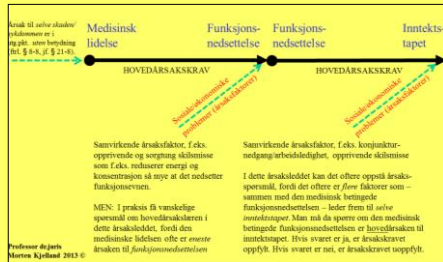 Årsak til selve skaden/
sykdommen er i
utg.pkt. uten betydning
(ftrl. § 8-8, jf. § 21-8).
Medisinsk
lidelse
Funksjons-
nedsettelse
Funksjons-
nedsettelse
Inntekts-
tapet
HOVEDÅRSAKSKRAV
HOVEDÅRSAKSKRAV
Sosiale/økonomiske
problemer (årsaksfaktorer)
Sosiale/økonomiske
problemer (årsaksfaktorer)
Samvirkende årsaksfaktor, f.eks.
opprivende og sorgtung skilsmisse
som f.eks. reduserer energi og
konsentrasjon så mye at det nedsetter
funksjonsevnen.
MEN: I praksis få vanskelige
spørsmål om hovedårsakslæren i
dette årsaksleddet, fordi den
medisinske lidelsen ofte er eneste
årsaken til funksjonsnedsettelsen
Samvirkende årsaksfaktor, f.eks. konjunktur-
nedgang/arbeidsledighet, opprivende skilsmisse
I dette årsaksleddet kan det oftere oppstå årsaks-
spørsmål, fordi det oftere er flere faktorer som –
sammen med den medisinsk betingede
funksjonsnedsettelsen – leder frem til selve
inntektstapet. Man må da spørre om den medisinsk
betingede funksjonsnedsettelsen er hovedårsaken til
inntektstapet. Hvis svaret er ja, er årsakskravet
oppfylt. Hvis svaret er nei, er årsakskravet uoppfylt.
Professor dr.juris
Morten Kjelland 2013 ©